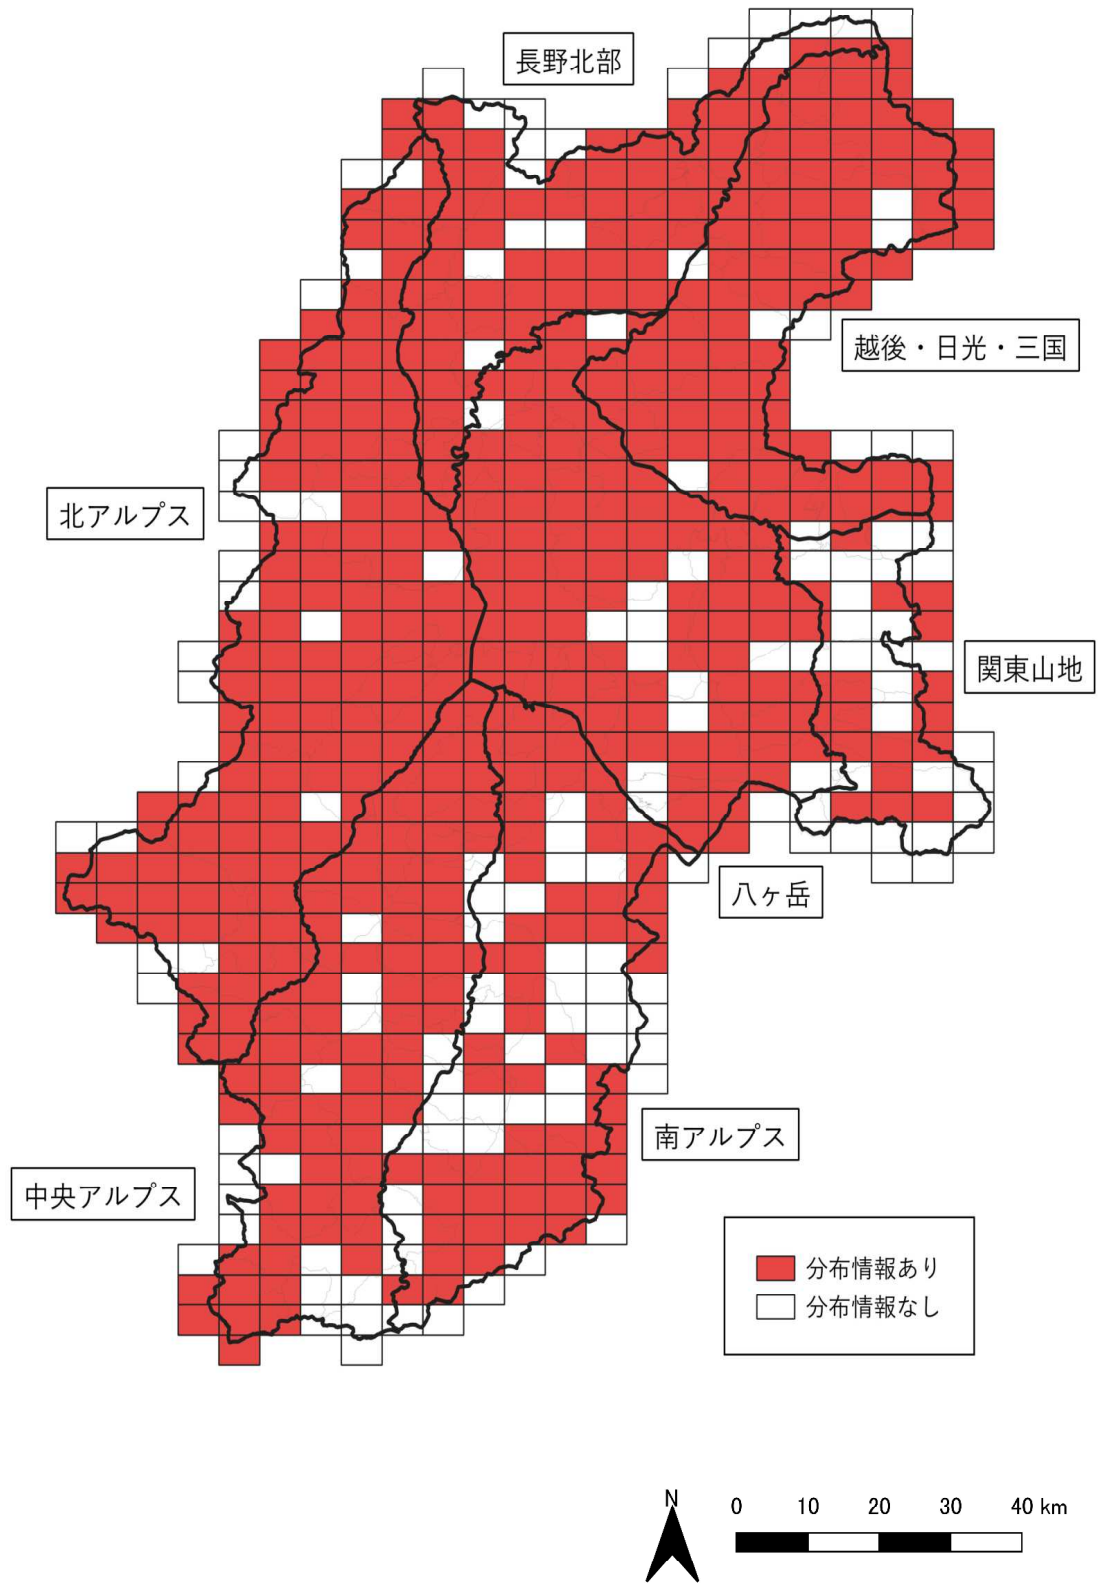 長野北部
越後・日光・三国
北アルプス
関東山地
八ヶ岳
南アルプス
中央アルプス
分布情報あり
分布情報なし
N
0 10 20 30 40 km